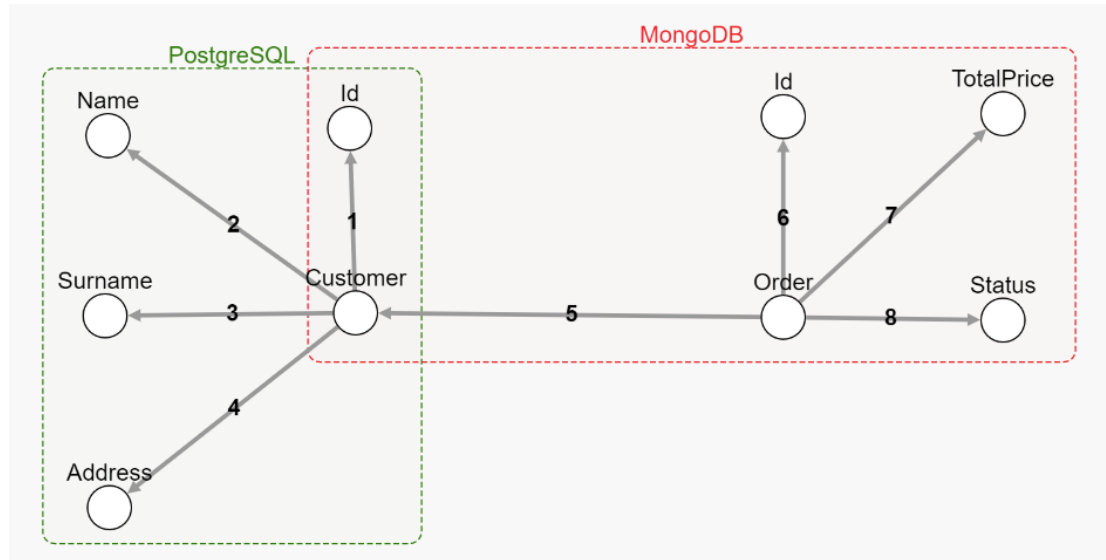 MongoDB
PostgreSQL
Name
Id
Id
TotalPrice
2
1
6
7
Surname
Customer
Order
Status
3
5
8
4
Address